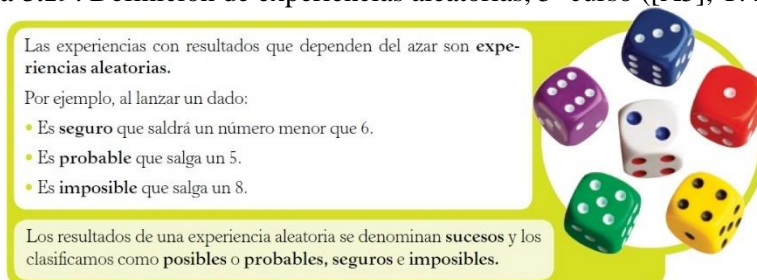 Las experiencias con resultados que dependen del azar son expe-
riencias aleatorias.
Por ejemplo, al lanzar un dado:
• Es seguro que saldrá un número menor que 6.
• Es probable que salga un 5.
• Es imposible que salga un 8.
Los resultados de una experiencia aleatoria se denominan sucesos y los
clasificamos como posibles o probables, seguros e imposibles.